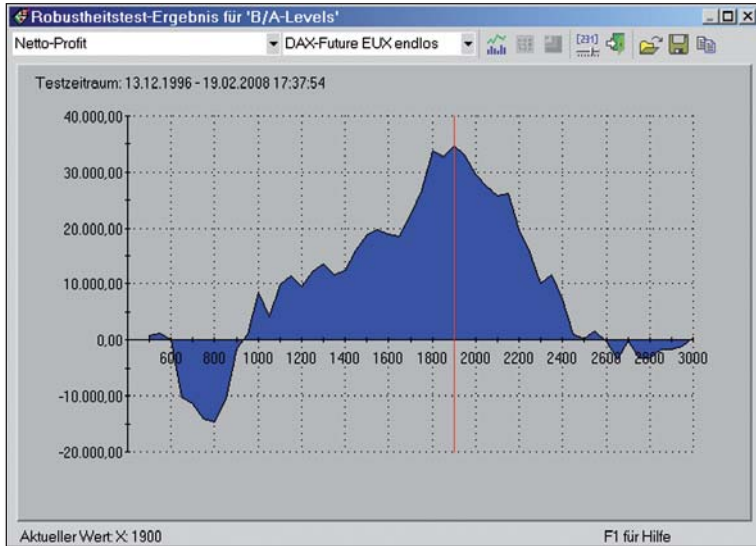 Robustheitstest-Ergebnis für 'B/A-Levels'
Netto-Profit DAX-Future EUX endlos [231]
Testzeitraum: 13.12.1996 - 19.02.2008 17:37:54
40.000,00
30.000,00
20.000,00
10.000,00
0.00
600 800 1000 1200 1400 1600 1800 2000 2200 2400 2600 2800 3000
-10.000,00
-20.000,00
Aktueller Wert: X: 1900 F1 für Hilfe